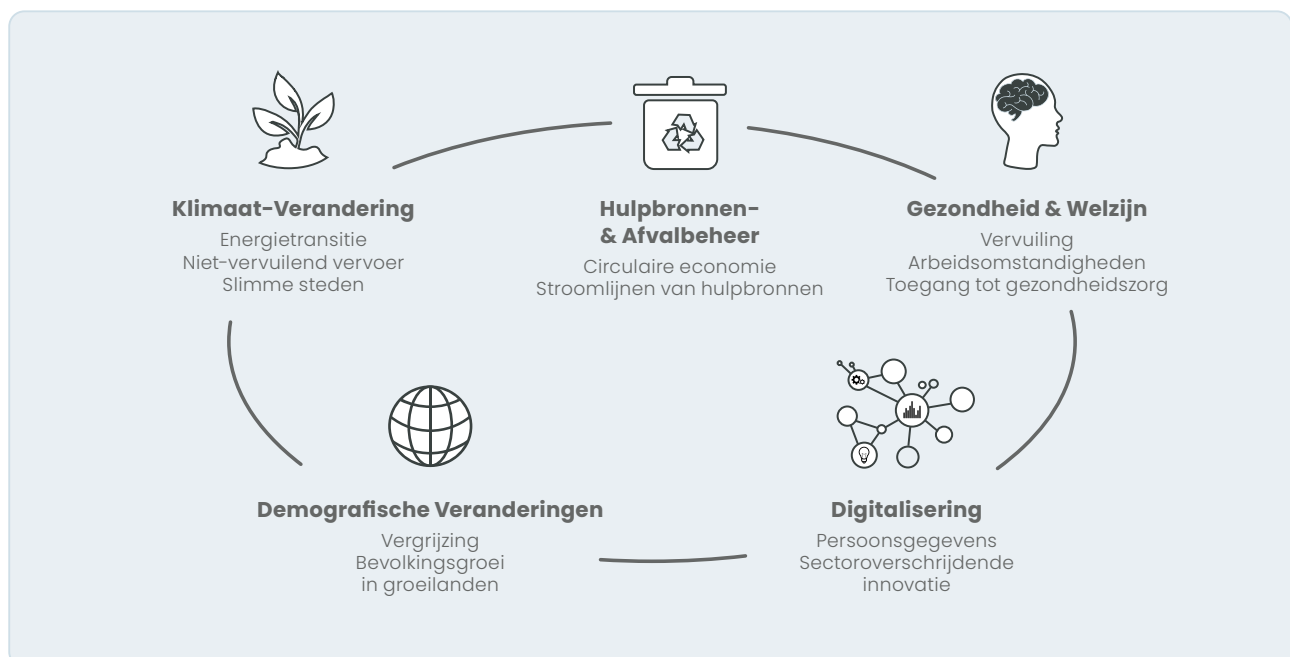 Klimaat-Verandering
Energietransitie
Niet-vervuilend vervoer
Slimme steden
Hulpbronnen-
& Afvalbeheer
Circulaire economie
Stroomlijnen van hulpbronnen
Gezondheid & Welzijn
Vervuiling
Arbeidsomstandigheden
Toegang tot gezondheidszorg
Demografische Veranderingen
Vergrijzing
Bevolkingsgroei
in groeilanden
Digitalisering
Persoonsgegevens
Sectoroverschrijdende
innovatie